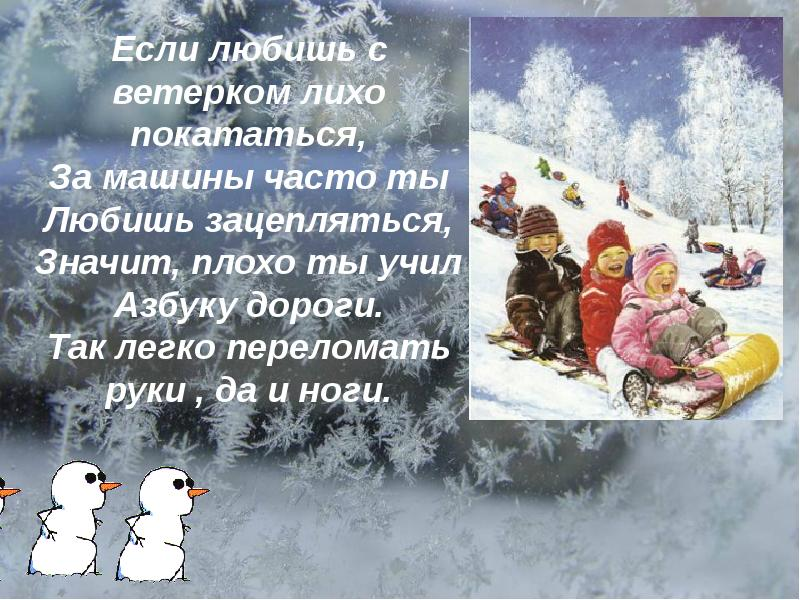 Если любишь с
ветерком лихо
покататься,
За машины часто ты
Любишь зацепляться,
Значит, плохо ты учил
Азбуку дороги.
Так легко переломать
руки , да и ноги.